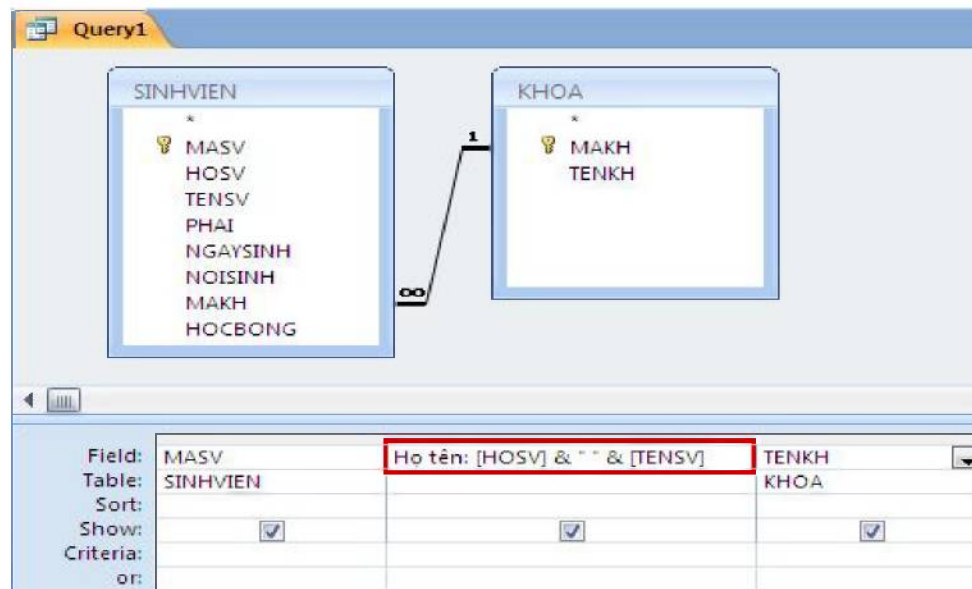 Query1
SINHVIEN
*
MASV
HOSV
TENSV
PHAI
NGAYSINH
NOISINH
MAKH
HOCBONG
1
∞
KHOA
*
MAKH
TENKH
Field: MASV Họ tên: [HOSV] & " " & [TENSV] TENKH
Table: SINHVIEN KHOA
Sort:
Show:
Criteria:
or: